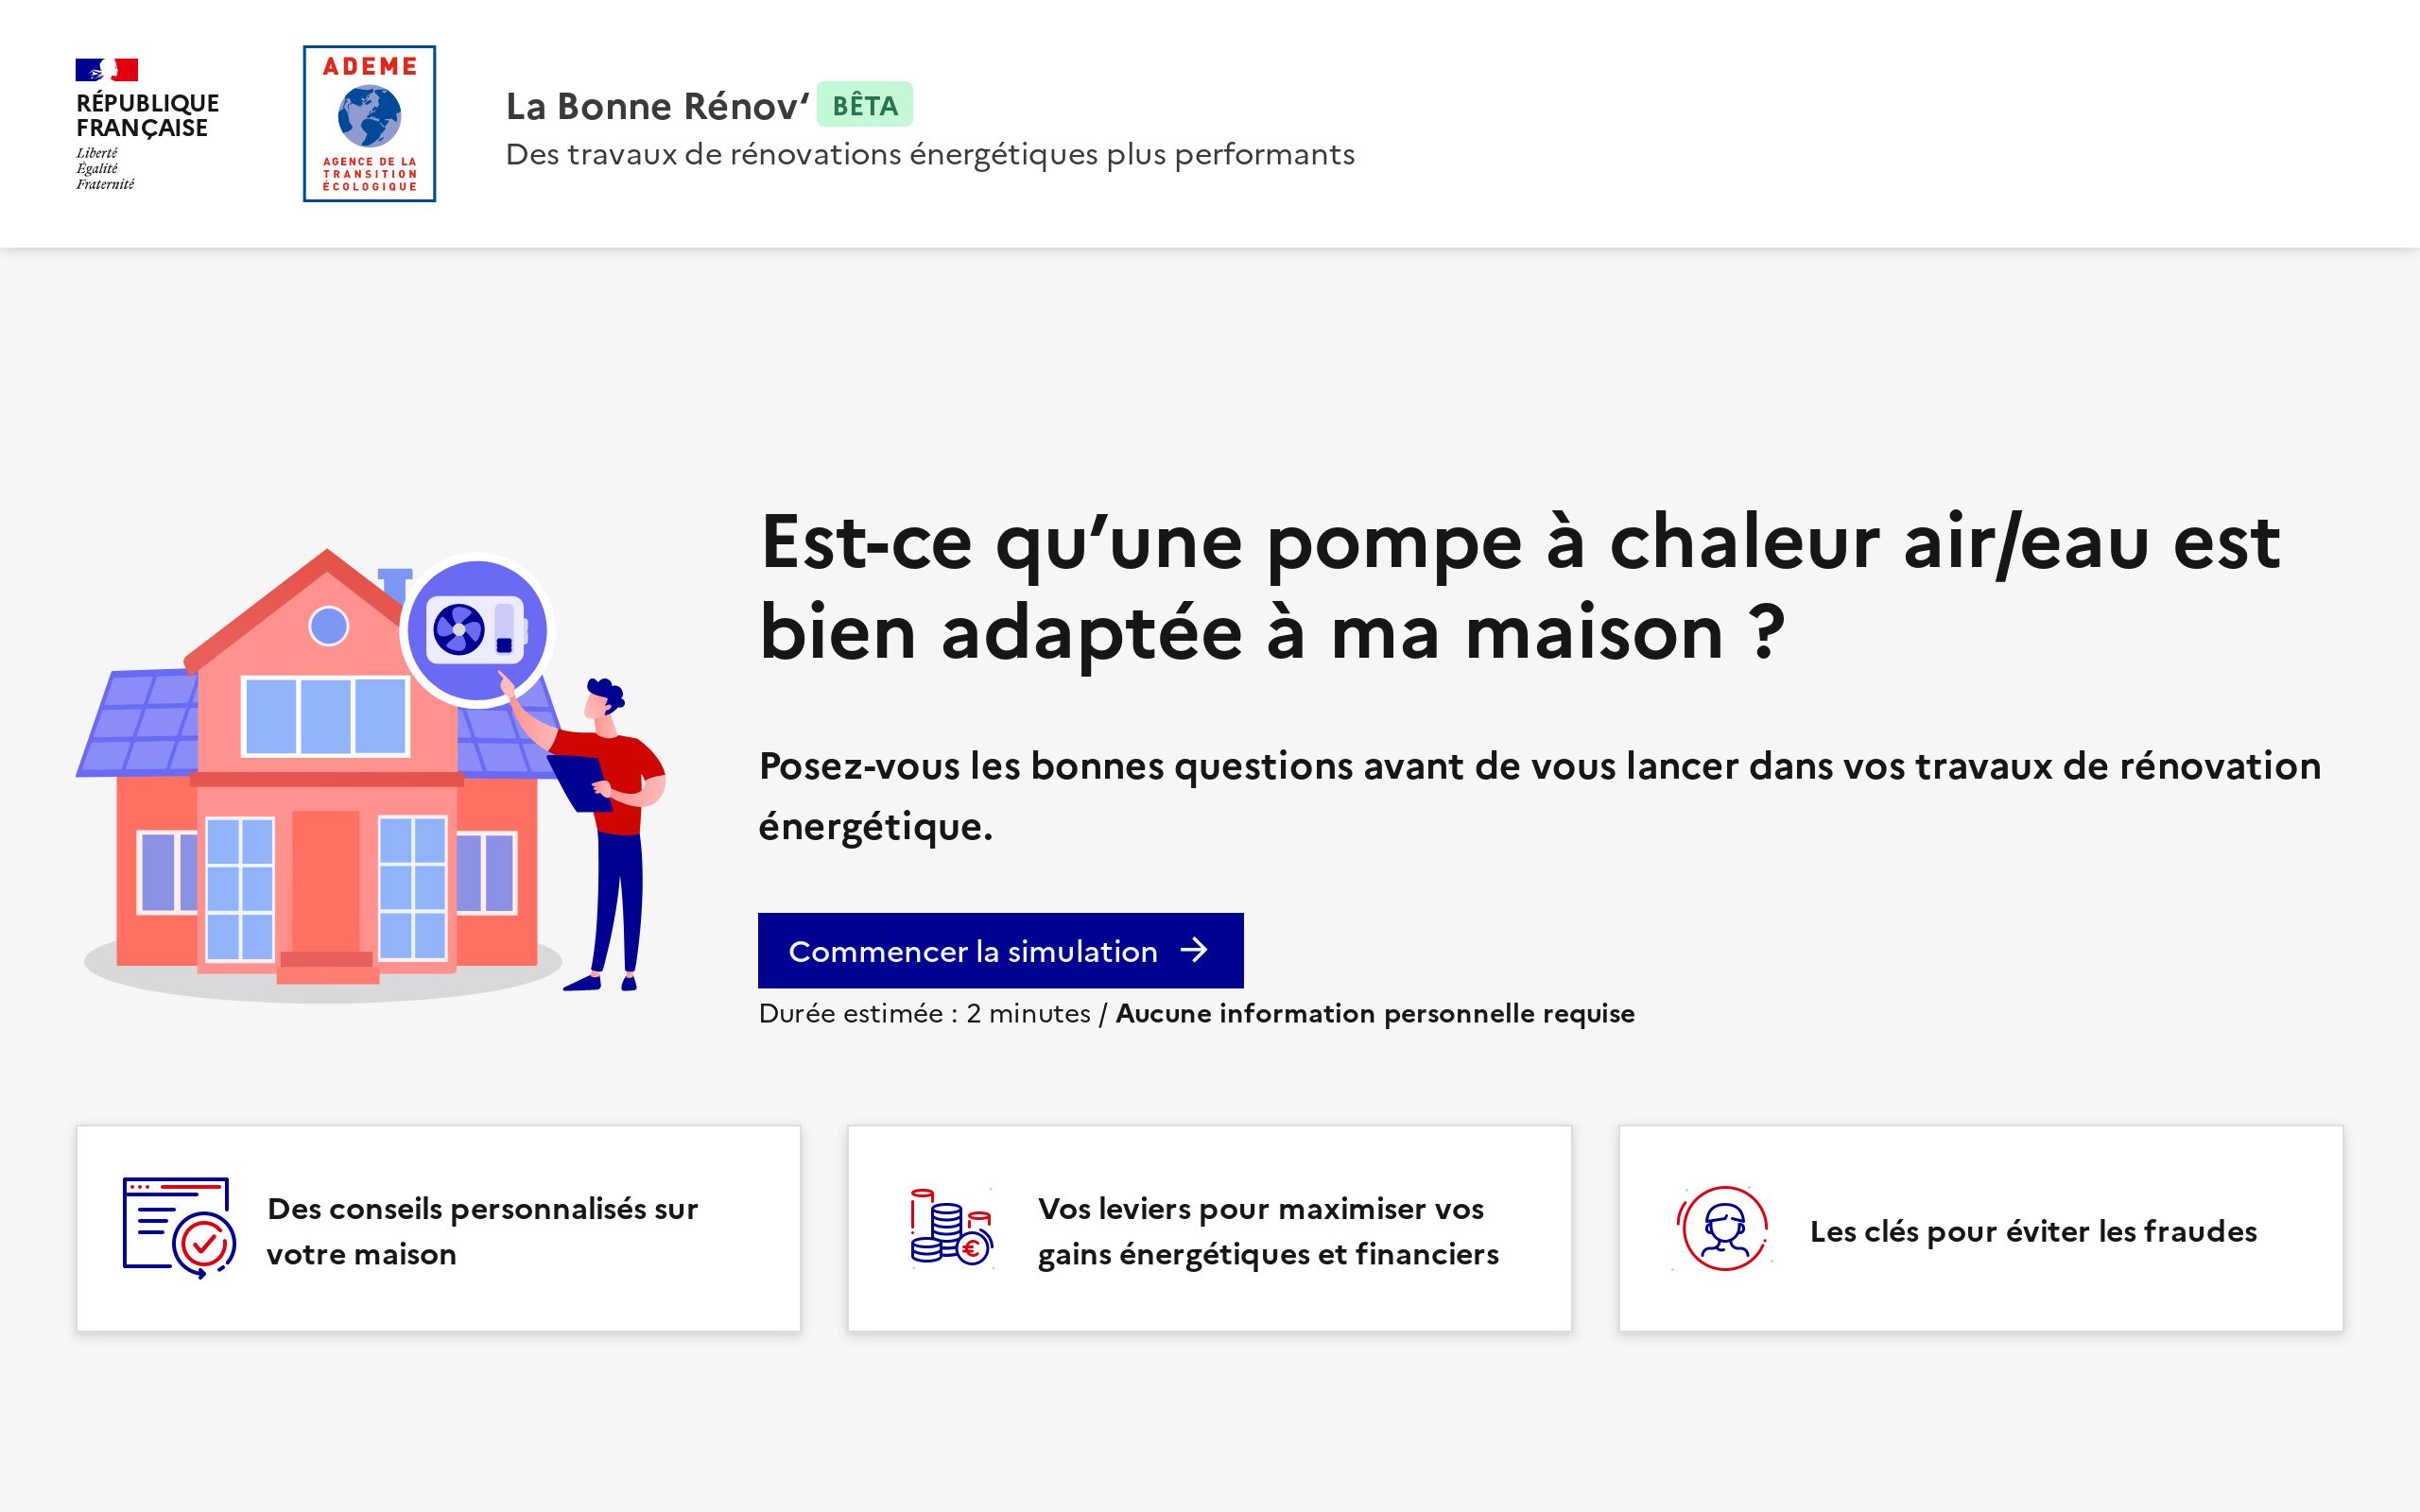 RÉPUBLIQUE
FRANÇAISE
Liberté
Égalité
Fraternité
ADEME
AGENCE DE LA
TRANSITION
ÉCOLOGIQUE
La Bonne Rénov‘ BÊTA
Des travaux de rénovations énergétiques plus performants
Est-ce qu’une pompe à chaleur air/eau est
bien adaptée à ma maison ?
Posez-vous les bonnes questions avant de vous lancer dans vos travaux de rénovation
énergétique.
Commencer la simulation →
Durée estimée : 2 minutes / Aucune information personnelle requise
Des conseils personnalisés sur
votre maison
Vos leviers pour maximiser vos
gains énergétiques et financiers
Les clés pour éviter les fraudes